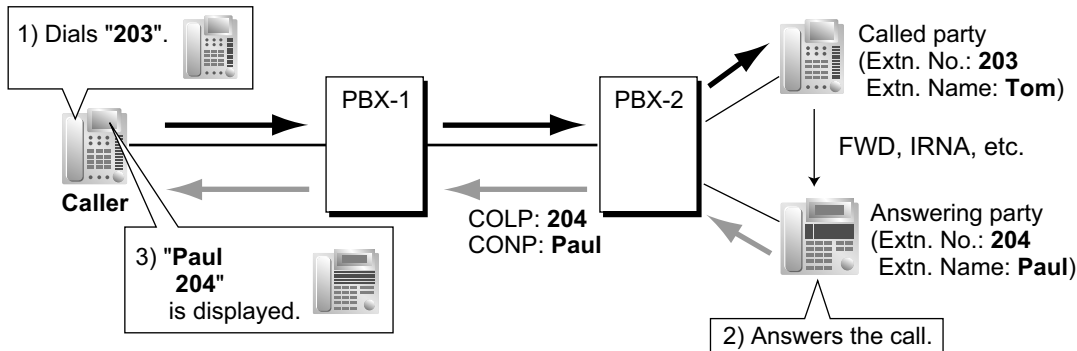 1) Dials "203".
Caller
3) "Paul
204"
is displayed.
PBX-1
COLP: 204
CONP: Paul
PBX-2
Called party
(Extn. No.: 203
Extn. Name: Tom)
FWD, IRNA, etc.
Answering party
(Extn. No.: 204
Extn. Name: Paul)
2) Answers the call.